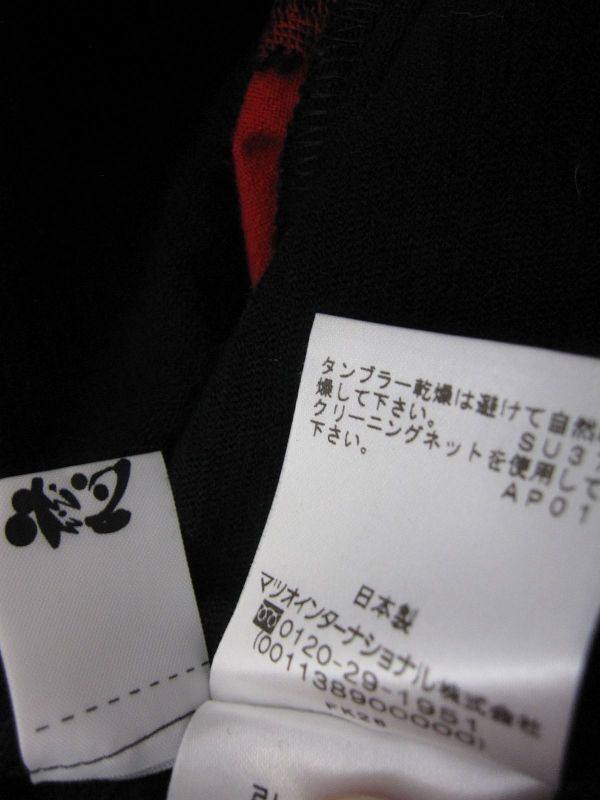 タンブラー乾燥は避けて自然
燥して下さい。
SU3
クリーニングネットを使用して
下さい。
AP01
日本製
マツオインターナショナル株式会社
0120-29-1951
(001138900000)
FK28